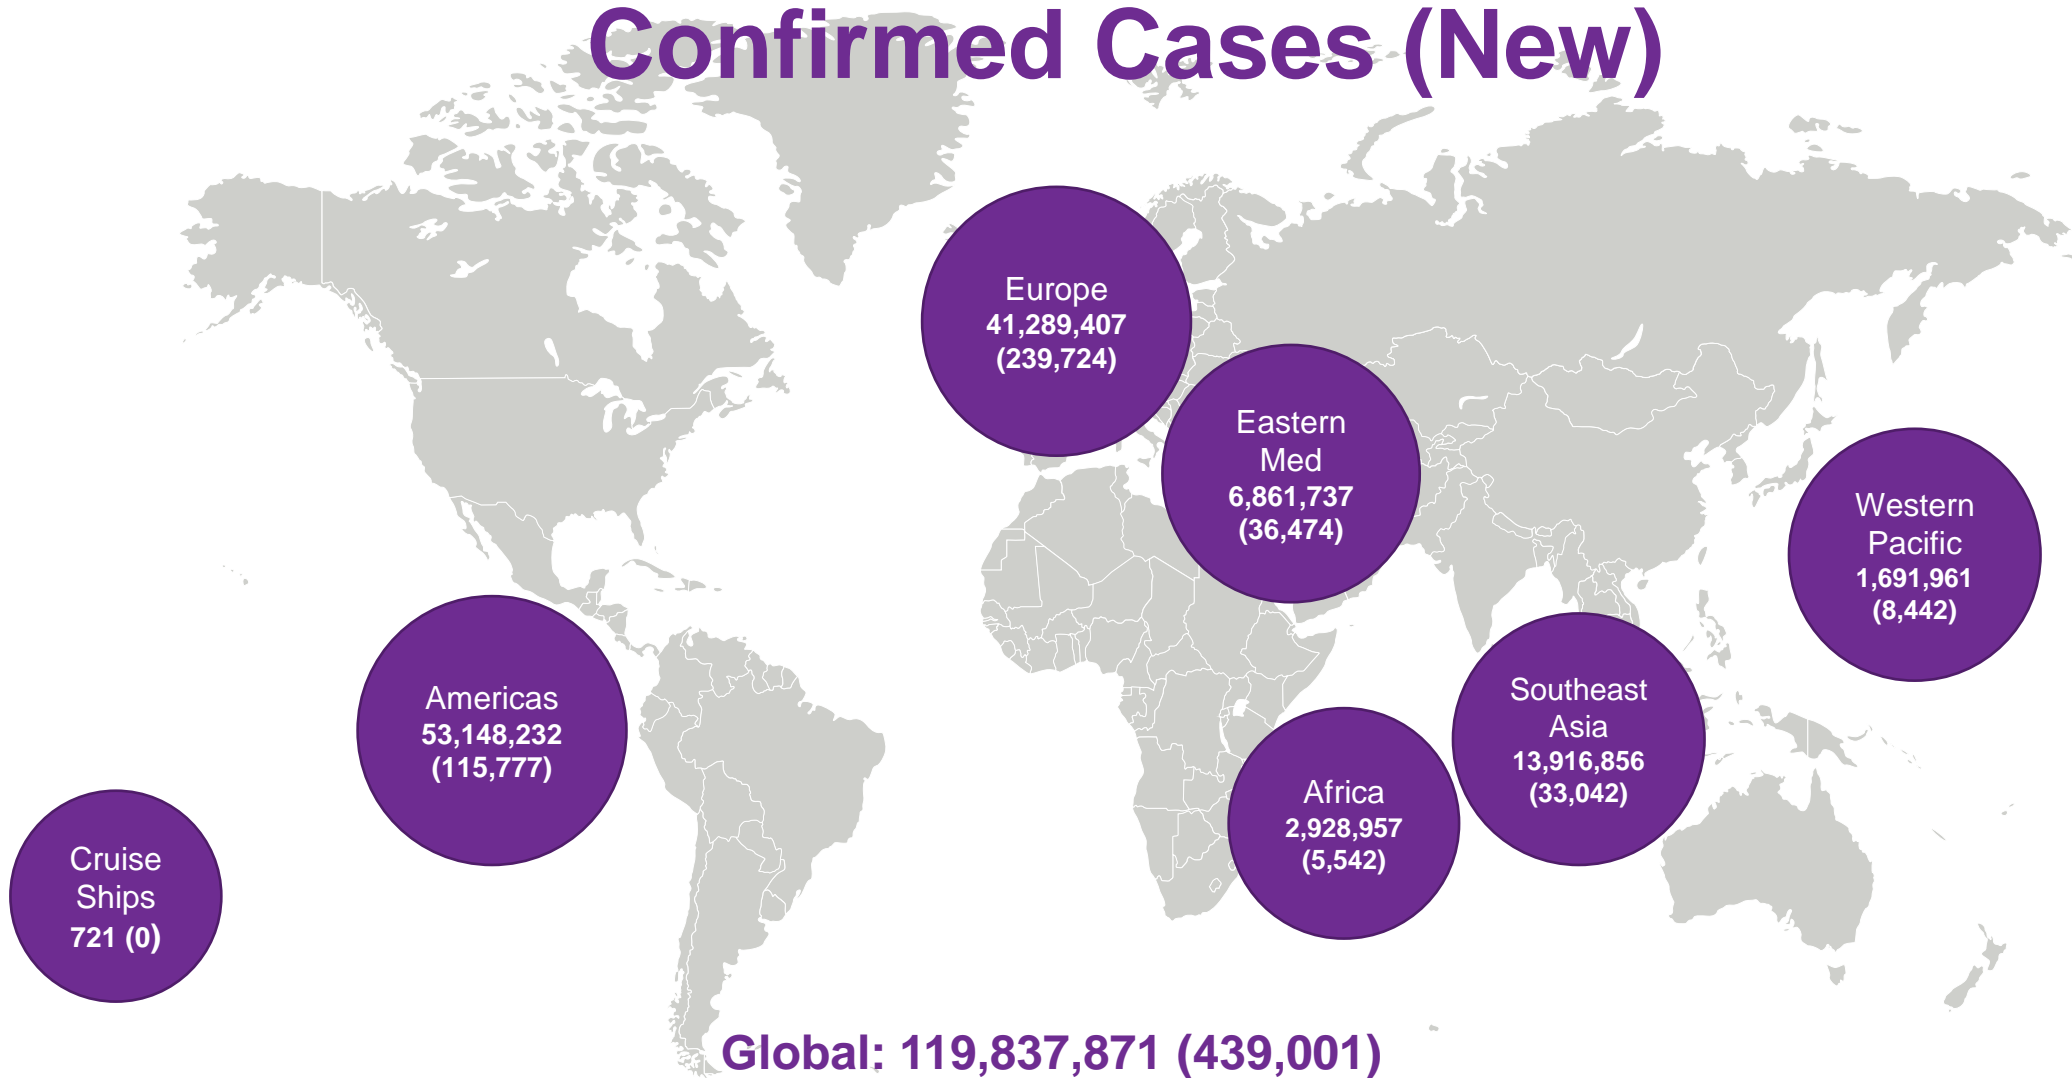 Confirmed Cases (New)
Europe
41,289,407
(239,724)
Eastern
Med
6,861,737
(36,474)
Western
Pacific
1,691,961
(8,442)
Americas
53,148,232
(115,777)
Southeast
Asia
13,916,856
(33,042)
Africa
2,928,957
(5,542)
Cruise
Ships
721 (0)
Global: 119,837,871 (439,001)